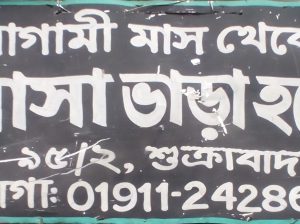 আগামী মাস থেকে
বাসা ভাড়া হবে
৯৫/২, শুক্রাবাদ
যোগাঃ 01911-24286